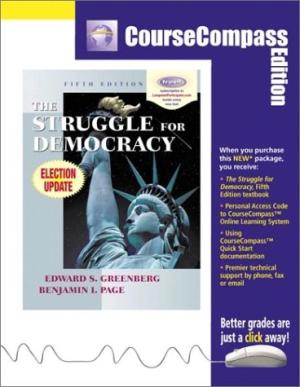 CourseCompass
Edition
FIFTH EDITION
THE
STRUGGLE FOR
DEMOCRACY
ELECTION
UPDATE
EDWARD S. GREENBERG
BENJAMIN I. PAGE
When you purchase
this NEW* package,
you receive:
• The Struggle for
Democracy, Fifth
Edition textbook
• Personal Access Code
to CourseCompass™
Online Learning System
• Using
CourseCompass™
Quick Start
documentation
• Premier technical
support by phone, fax
or email
Better grades are
just a click away!